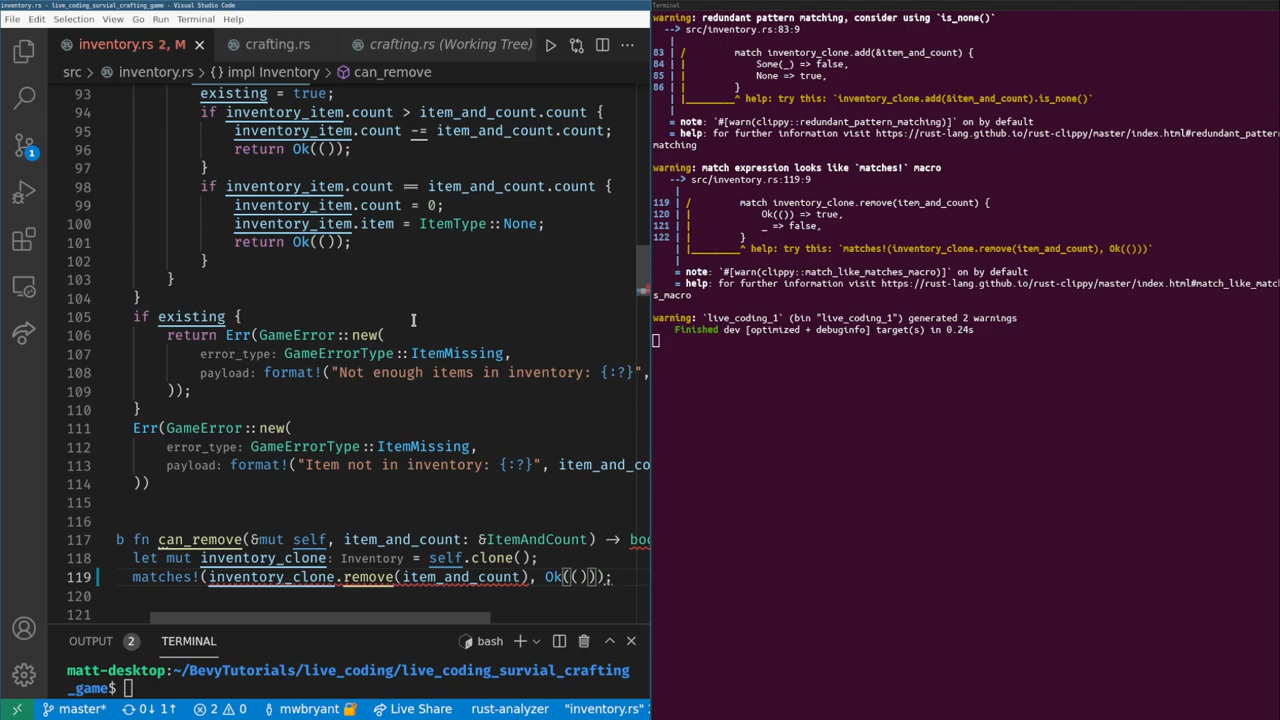 inventory.rs - live_coding_survial_crafting_game - Visual Studio Code
File Edit Selection View Go Run Terminal Help
inventory.rs 2, M
crafting.rs
crafting.rs (Working Tree)
src > inventory.rs > {} impl Inventory > can_remove
93 existing = true;
94 if inventory_item.count > item_and_count.count {
95 inventory_item.count -= item_and_count.count;
96 return Ok(());
97 }
98 if inventory_item.count == item_and_count.count {
99 inventory_item.count = 0;
100 inventory_item.item = ItemType::None;
101 return Ok(());
102 }
103 }
104 }
105 if existing {
106 return Err(GameError::new(
107 error_type: GameErrorType::ItemMissing,
108 payload: format!("Not enough items in inventory: {:?}",
109 ));
110 }
111 Err(GameError::new(
112 error_type: GameErrorType::ItemMissing,
113 payload: format!("Item not in inventory: {:?}", item_and_co
114 ))
115
116
117 b fn can_remove(&mut self, item_and_count: &ItemAndCount) → boo
118 let mut inventory_clone: Inventory = self.clone();
119 matches!(inventory_clone.remove(item_and_count), Ok(()));
120
121
OUTPUT 2 TERMINAL
bash
matt-desktop:~/BevyTutorials/live_coding/live_coding_survial_crafting
_game$
master* 0↓ 1↑ 2 0 mwbryant Live Share rust-analyzer "inventory.rs"
1
Terminal
warning: redundant pattern matching, consider using `is_none()`
--> src/inventory.rs:83:9
|
83 | / match inventory_clone.add(&item_and_count) {
84 | | Some(_) => false,
85 | | None => true,
86 | | }
| |_________^ help: try this: `inventory_clone.add(&item_and_count).is_none()`
|
= note: `#[warn(clippy::redundant_pattern_matching)]` on by default
= help: for further information visit https://rust-lang.github.io/rust-clippy/master/index.html#redundant_pattern_
matching
warning: match expression looks like `matches!` macro
--> src/inventory.rs:119:9
|
119 | / match inventory_clone.remove(item_and_count) {
120 | | Ok(()) => true,
121 | | _ => false,
122 | | }
| |_________^ help: try this: `matches!(inventory_clone.remove(item_and_count), Ok(()))`
|
= note: `#[warn(clippy::match_like_matches_macro)]` on by default
= help: for further information visit https://rust-lang.github.io/rust-clippy/master/index.html#match_like_matche
s_macro
warning: `live_coding_1` (bin "live_coding_1") generated 2 warnings
Finished dev [optimized + debuginfo] target(s) in 0.24s